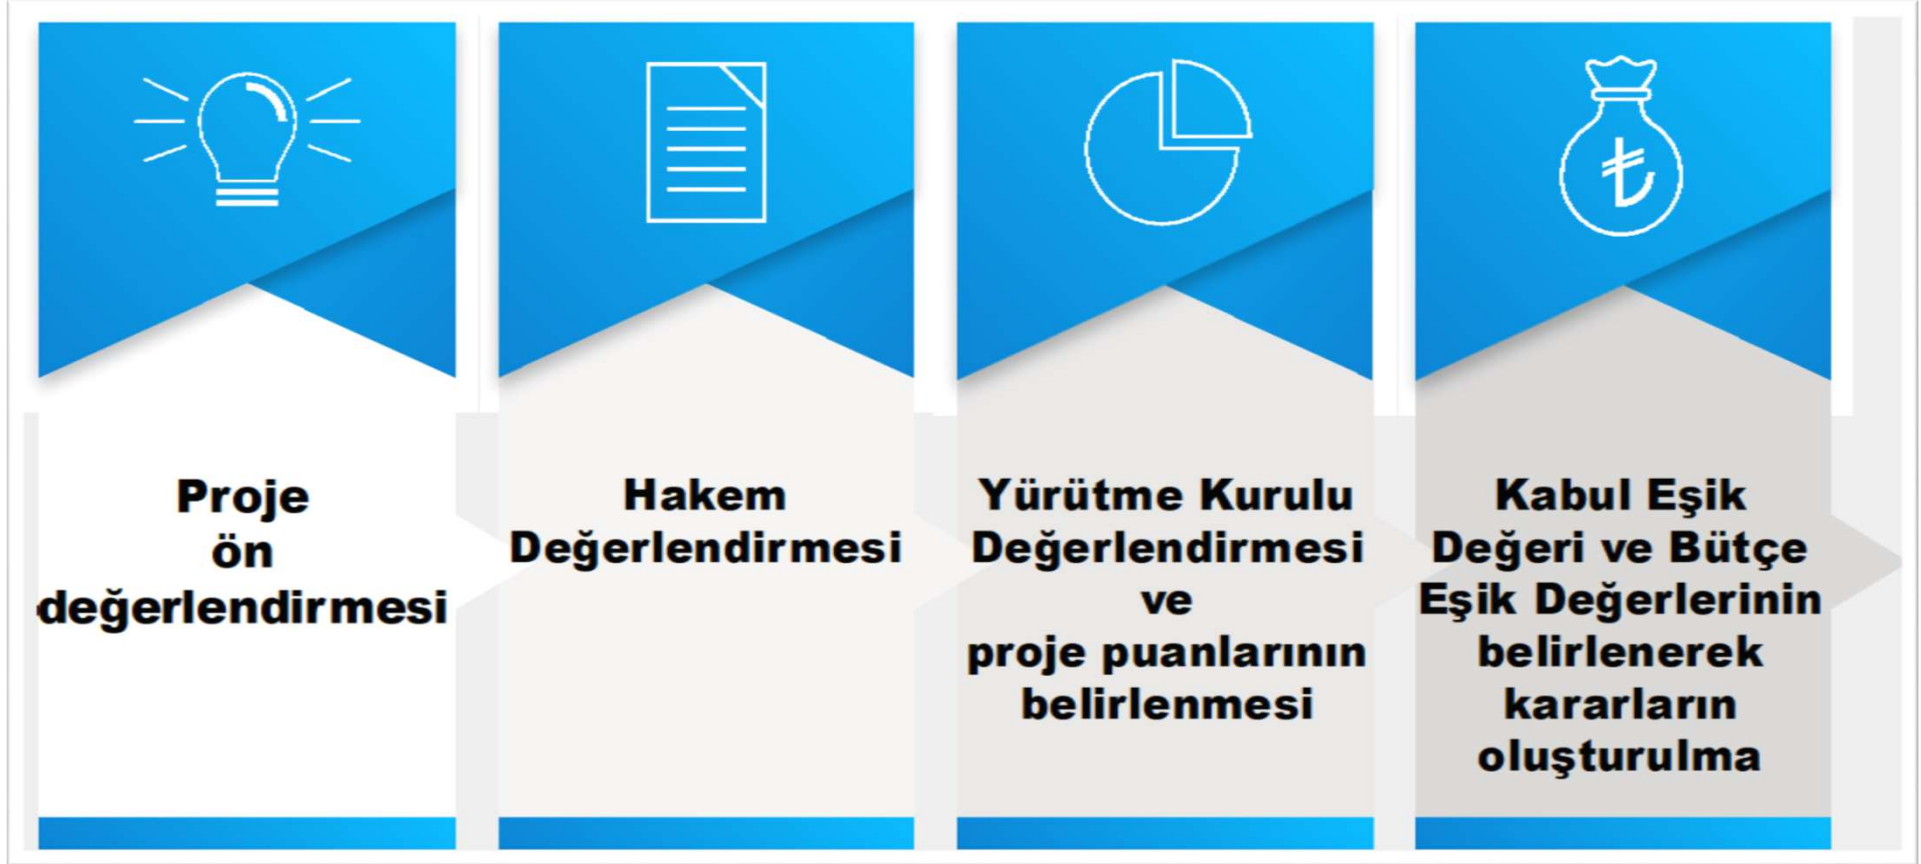 Proje
ön
değerlendirmesi
Hakem
Değerlendirmesi
Yürütme Kurulu
Değerlendirmesi
ve
proje puanlarının
belirlenmesi
Kabul Eşik
Değeri ve Bütçe
Eşik Değerlerinin
belirlenerek
kararların
oluşturulma